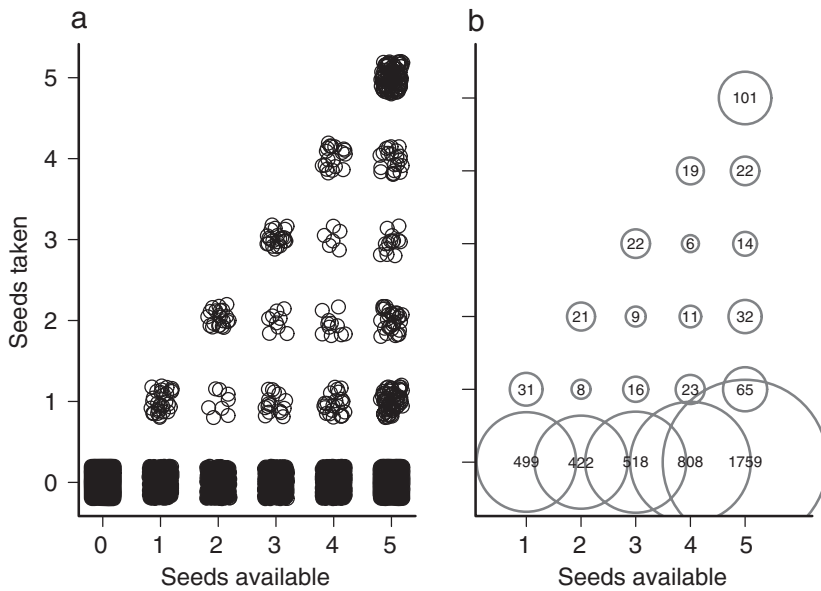 a
b
5
4
3
2
1
0
Seeds taken
0 1 2 3 4 5
Seeds available
101
19 22
22 6 14
21 9 11 32
31 8 16 23 65
499 422 518 808 1759
1 2 3 4 5
Seeds available